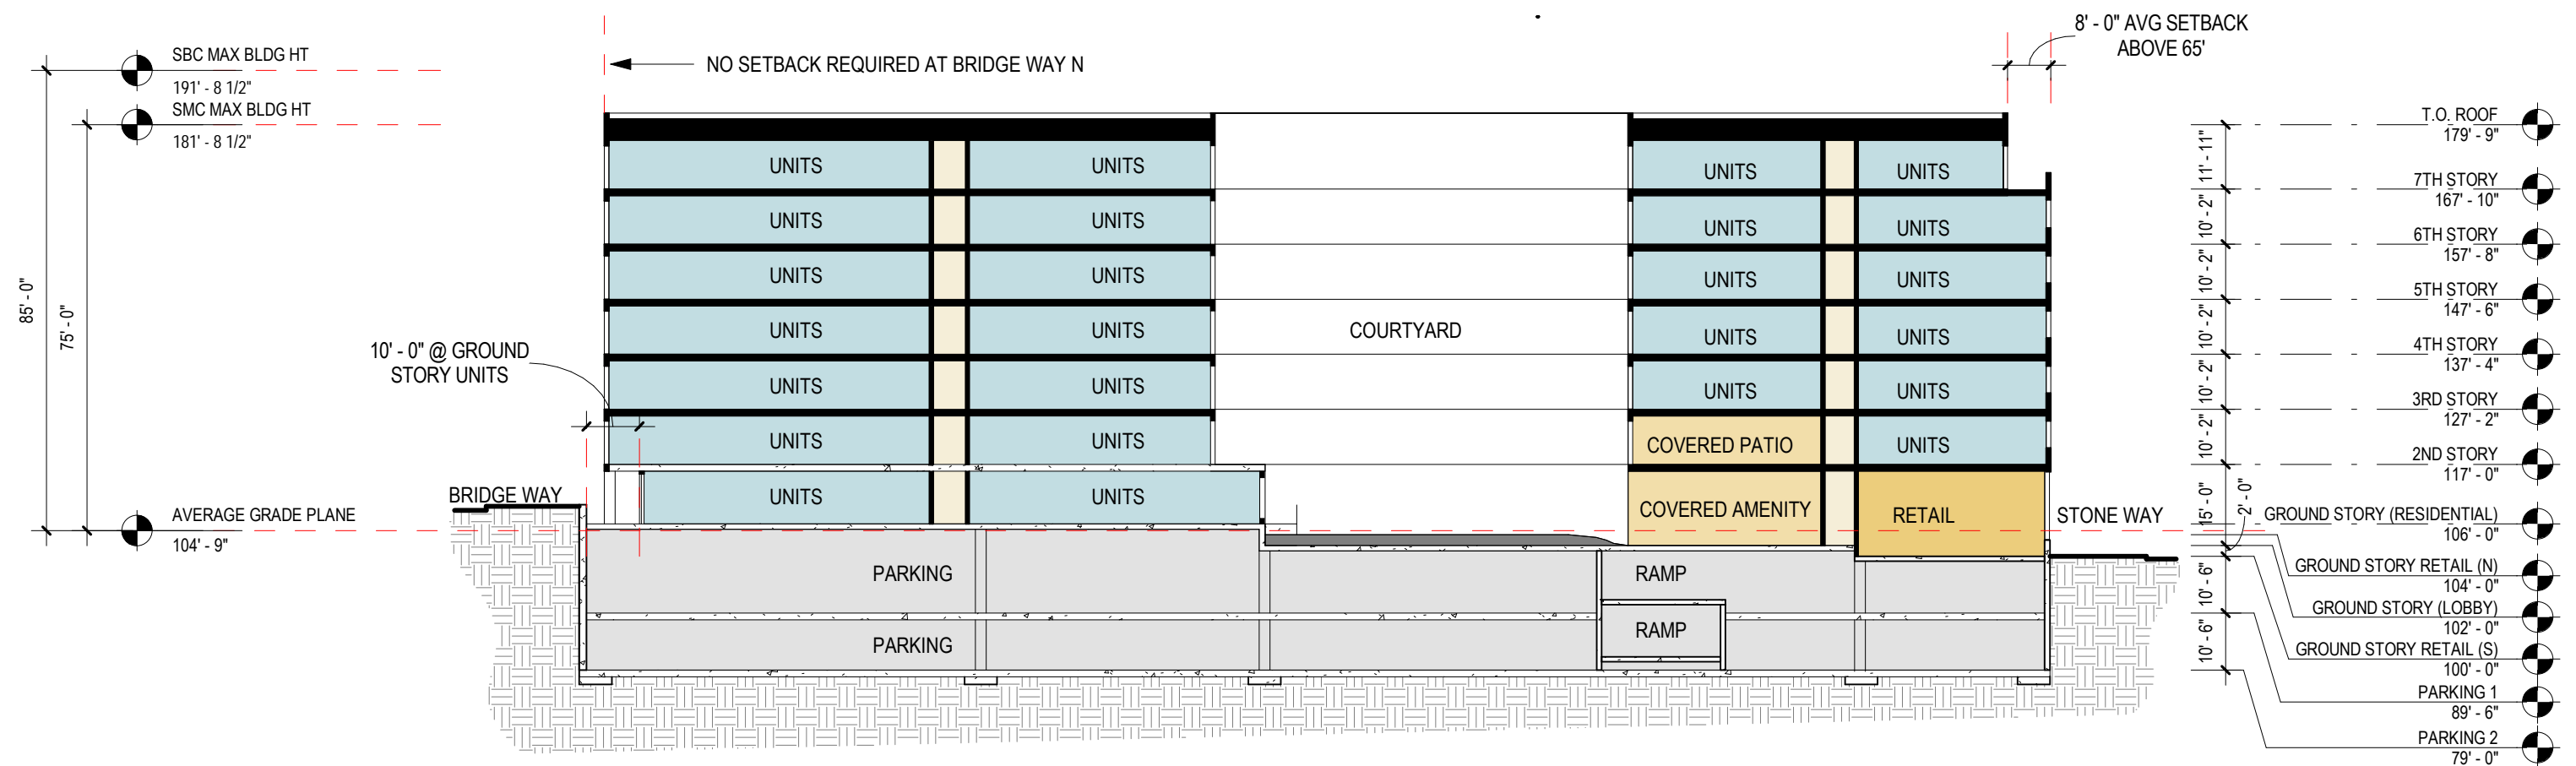 SBC MAX BLDG HT
191' - 8 1/2"
SMC MAX BLDG HT
181' - 8 1/2"
85' - 0"
75' - 0"
AVERAGE GRADE PLANE
104' - 9"
NO SETBACK REQUIRED AT BRIDGE WAY N
8' - 0" AVG SETBACK
ABOVE 65'
10' - 0" @ GROUND
STORY UNITS
BRIDGE WAY
UNITS UNITS UNITS UNITS
UNITS UNITS UNITS UNITS
UNITS UNITS UNITS UNITS
UNITS UNITS COURTYARD UNITS UNITS
UNITS UNITS UNITS UNITS
UNITS UNITS COVERED PATIO UNITS
UNITS UNITS COVERED AMENITY RETAIL
STONE WAY
PARKING RAMP
PARKING RAMP
11' - 11"
10' - 2"
10' - 2"
10' - 2"
10' - 2"
10' - 2"
15' - 0"
2' - 0"
10' - 6"
10' - 6"
T.O. ROOF
179' - 9"
7TH STORY
167' - 10"
6TH STORY
157' - 8"
5TH STORY
147' - 6"
4TH STORY
137' - 4"
3RD STORY
127' - 2"
2ND STORY
117' - 0"
GROUND STORY (RESIDENTIAL)
106' - 0"
GROUND STORY RETAIL (N)
104' - 0"
GROUND STORY (LOBBY)
102' - 0"
GROUND STORY RETAIL (S)
100' - 0"
PARKING 1
89' - 6"
PARKING 2
79' - 0"